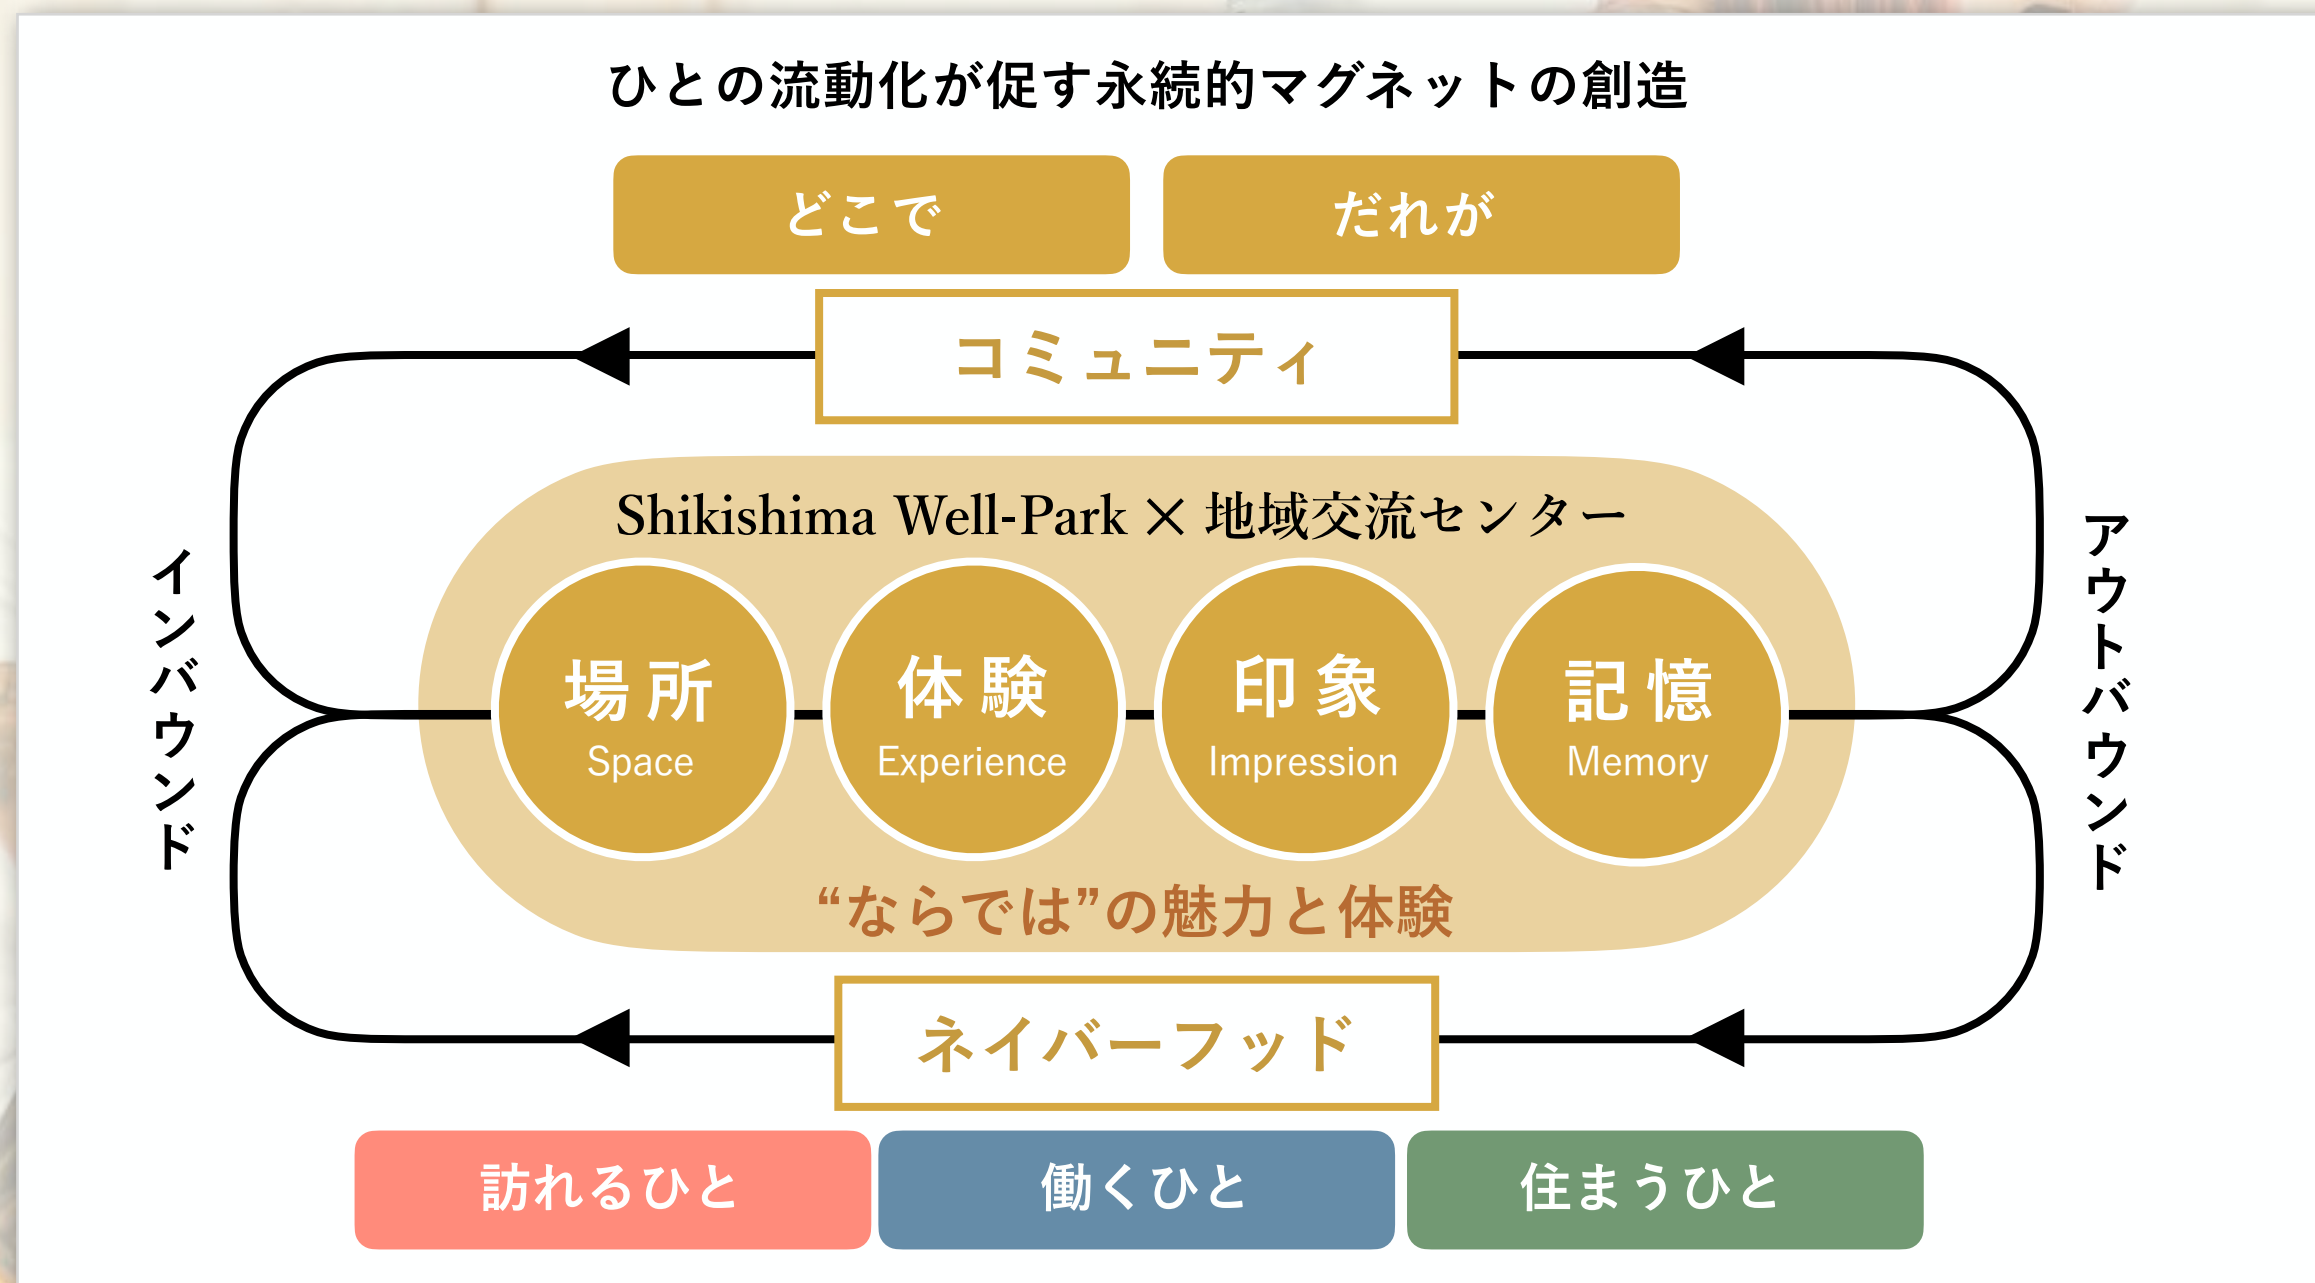 ひとの流動化が促す永続的マグネットの創造
どこで
だれが
コミュニティ
インバウンド
アウトバウンド
Shikishima Well-Park × 地域交流センター
場所
Space
体験
Experience
印象
Impression
記憶
Memory
“ならでは”の魅力と体験
ネイバーフッド
訪れるひと
働くひと
住まうひと